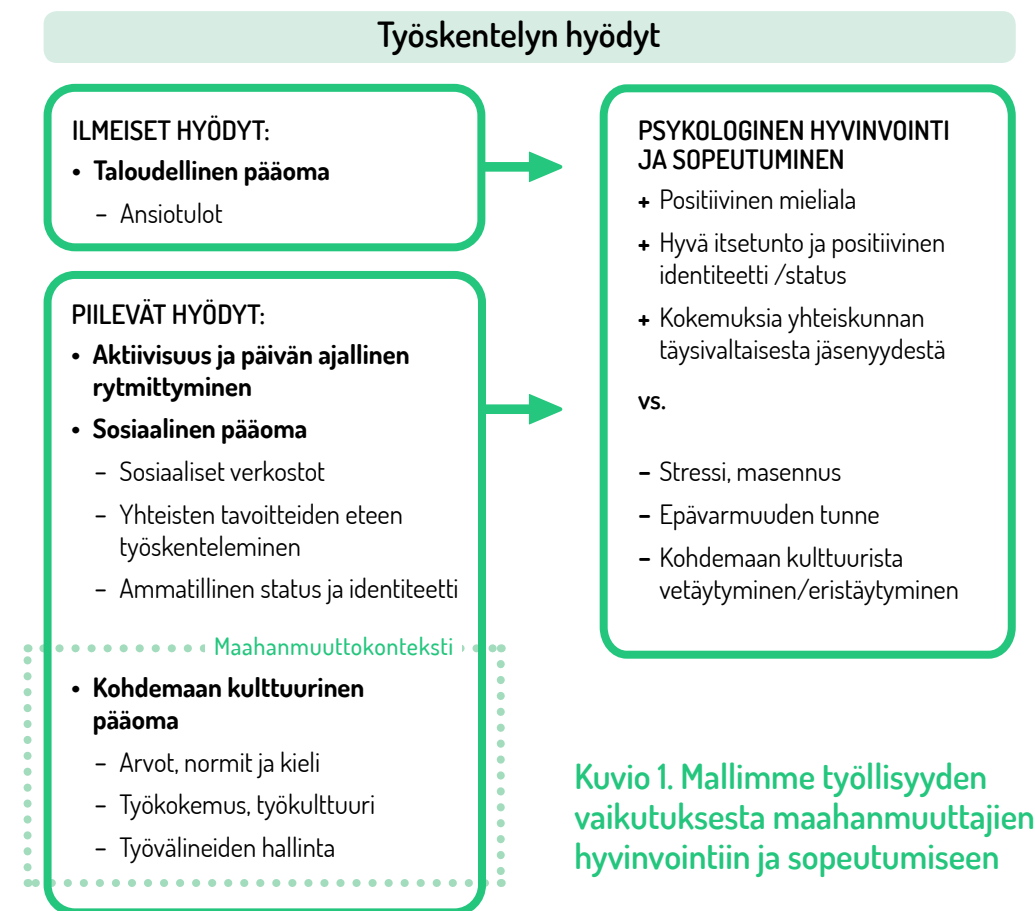 Työskentelyn hyödyt
ILMEISET HYÖDYT:
• Taloudellinen pääoma
– Ansiotulot
PIILEVÄT HYÖDYT:
• Aktiivisuus ja päivän ajallinen
rytmittyminen
• Sosiaalinen pääoma
– Sosiaaliset verkostot
– Yhteisten tavoitteiden eteen
työskenteleminen
– Ammatillinen status ja identiteetti
Maahanmuuttokonteksti
• Kohdemaan kulttuurinen
pääoma
– Arvot, normit ja kieli
– Työkokemus, työkulttuuri
– Työvälineiden hallinta
PSYKOLOGINEN HYVINVOINTI
JA SOPEUTUMINEN
+ Positiivinen mieliala
+ Hyvä itsetunto ja positiivinen
identiteetti /status
+ Kokemuksia yhteiskunnan
täysivaltaisesta jäsenyydestä
vs.
– Stressi, masennus
– Epävarmuuden tunne
– Kohdemaan kulttuurista
vetäytyminen/eristäytyminen
Kuvio 1. Mallimme työllisyyden
vaikutuksesta maahanmuuttajien
hyvinvointiin ja sopeutumiseen